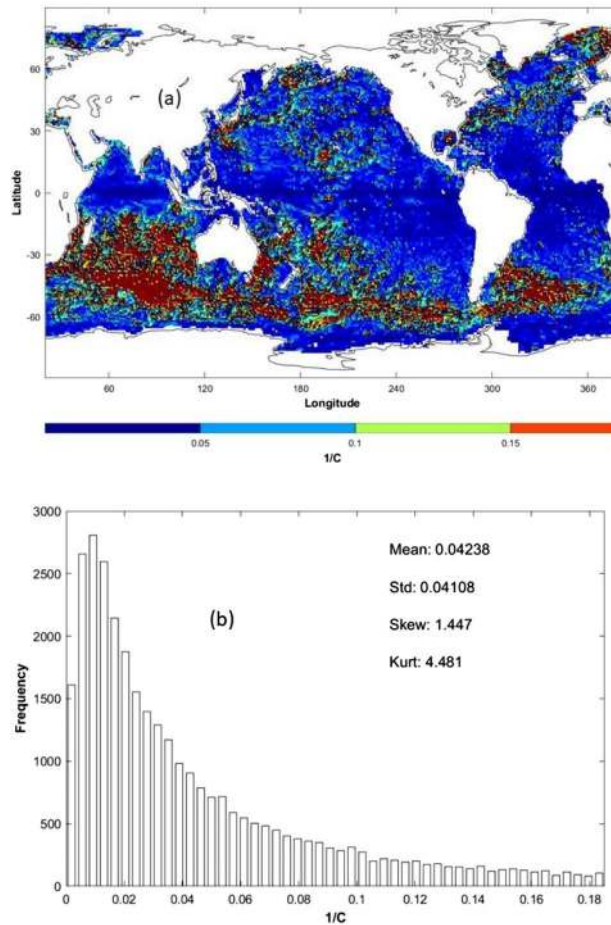 60
30
0
-30
-60
Latitude
(a)
60 120 180 240 300 360
Longitude
0.05 0.1 0.15
1/C
3000
2500
2000
1500
1000
500
0
Frequency
(b)
Mean: 0.04238
Std: 0.04108
Skew: 1.447
Kurt: 4.481
0 0.02 0.04 0.06 0.08 0.1 0.12 0.14 0.16 0.18
1/C